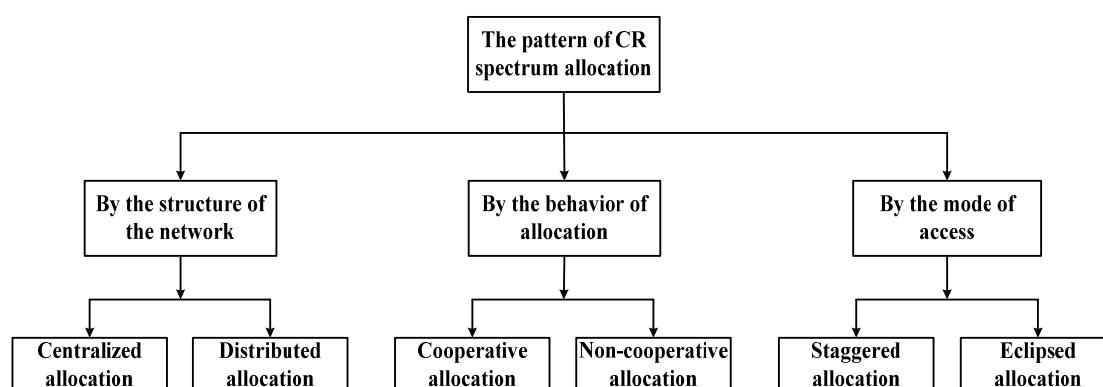 The pattern of CR
spectrum allocation
By the structure of
the network
By the behavior of
allocation
By the mode of
access
Centralized
allocation
Distributed
allocation
Cooperative
allocation
Non-cooperative
allocation
Staggered
allocation
Eclipsed
allocation